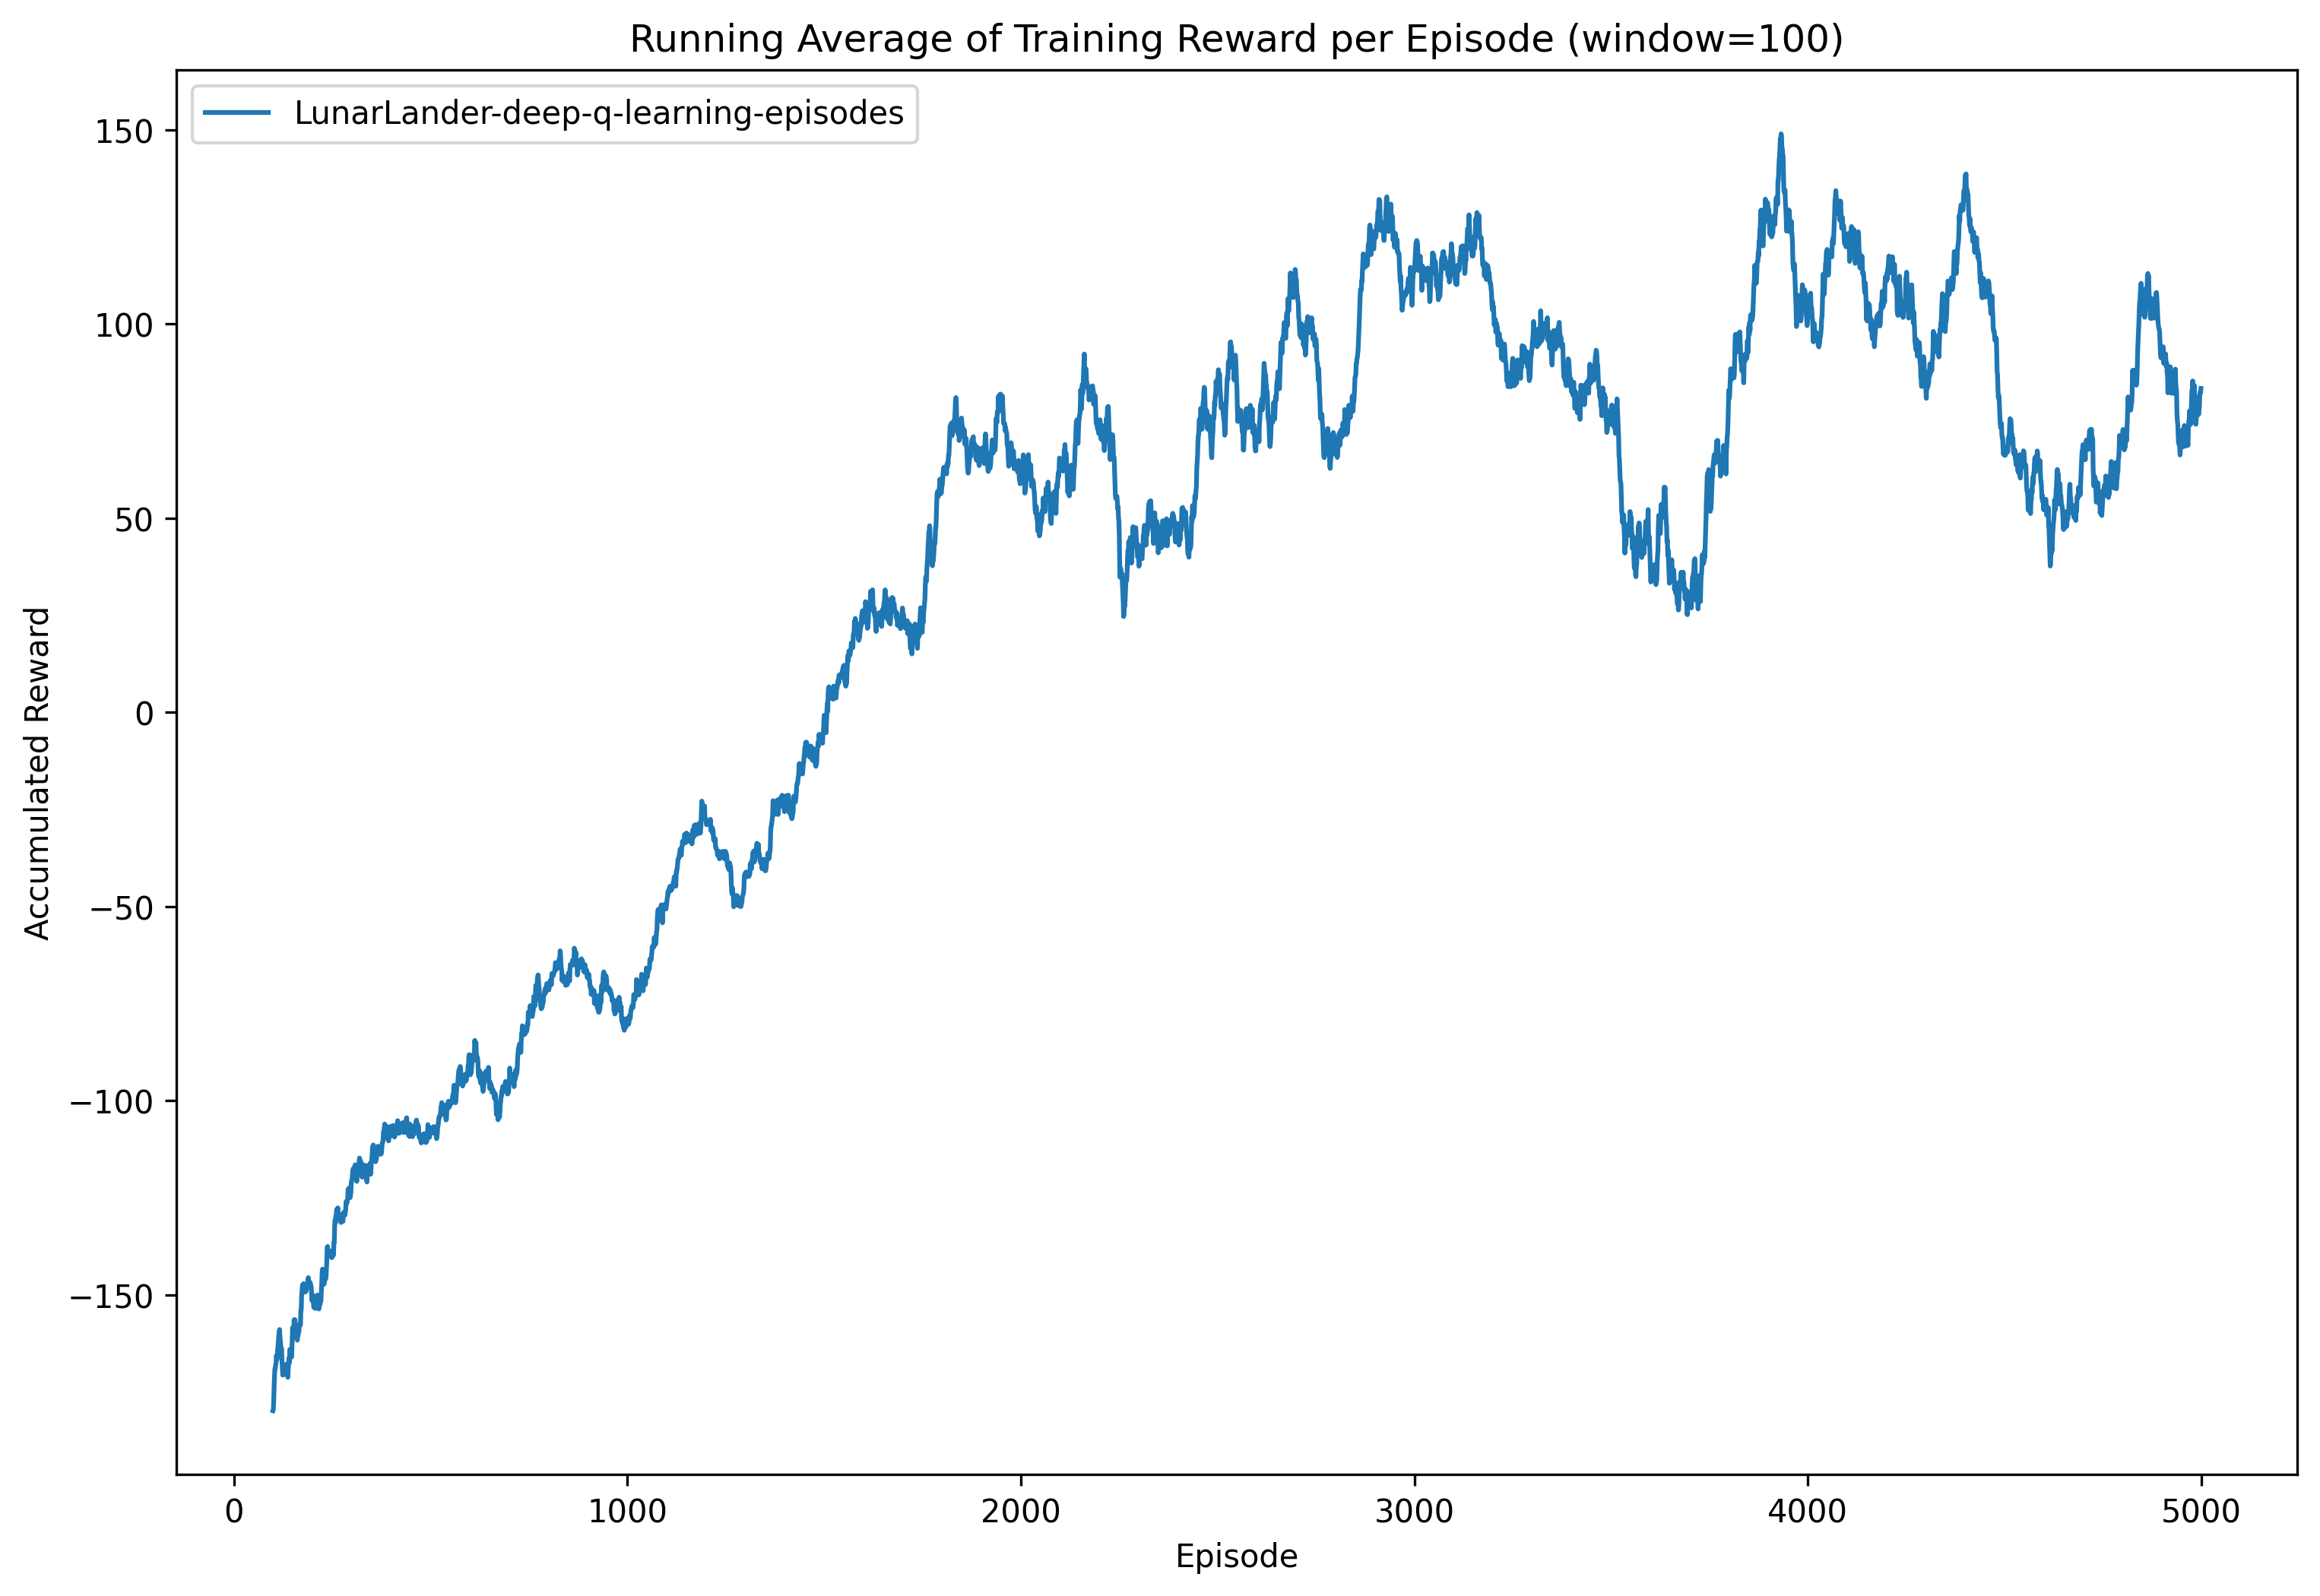 Running Average of Training Reward per Episode (window=100)
LunarLander-deep-q-learning-episodes
150
100
50
0
−50
−100
−150
Accumulated Reward
0 1000 2000 3000 4000 5000
Episode